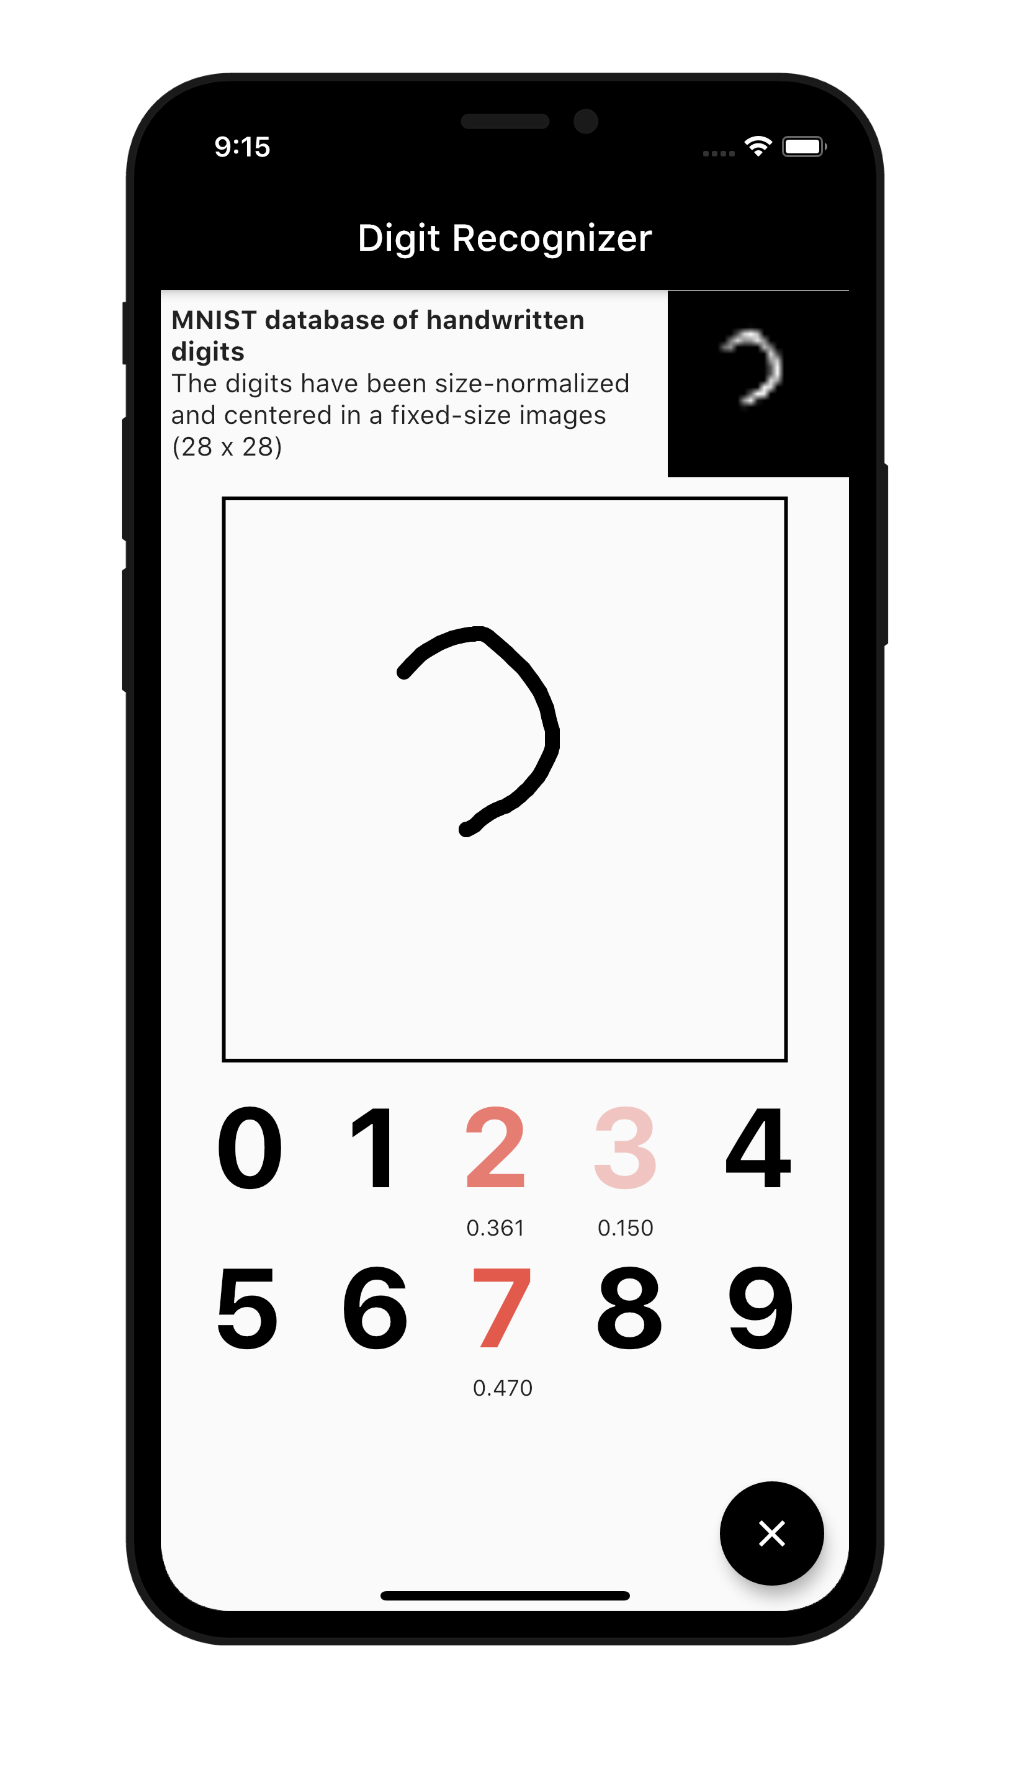 9:15
Digit Recognizer
MNIST database of handwritten
digits
The digits have been size-normalized
and centered in a fixed-size images
(28 x 28)
0 1 2 3 4
0.361 0.150
5 6 7 8 9
0.470